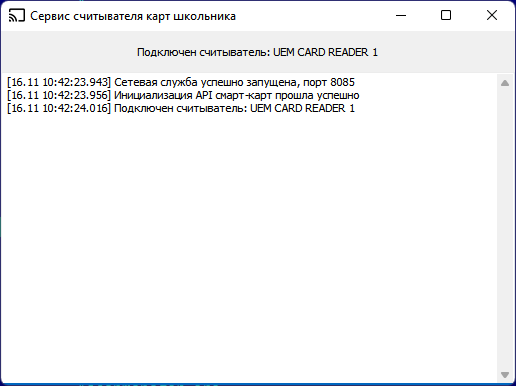 Сервис считывателя карт школьника
Подключен считыватель: UEM CARD READER 1
[16.11 10:42:23.943] Сетевая служба успешно запущена, порт 8085
[16.11 10:42:23.956] Инициализация API смарт-карт прошла успешно
[16.11 10:42:24.016] Подключен считыватель: UEM CARD READER 1